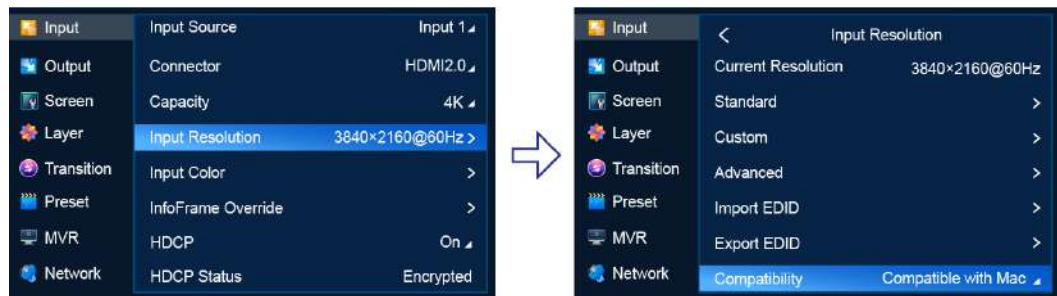 Input
Output
Screen
Layer
Transition
Preset
MVR
Network
Input Source Input 1
Connector HDMI2.0
Capacity 4K
Input Resolution 3840×2160@60Hz >
Input Color >
InfoFrame Override >
HDCP On
HDCP Status Encrypted
Input
Output
Screen
Layer
Transition
Preset
MVR
Network
< Input Resolution
Current Resolution 3840×2160@60Hz
Standard >
Custom >
Advanced >
Import EDID >
Export EDID >
Compatibility Compatible with Mac